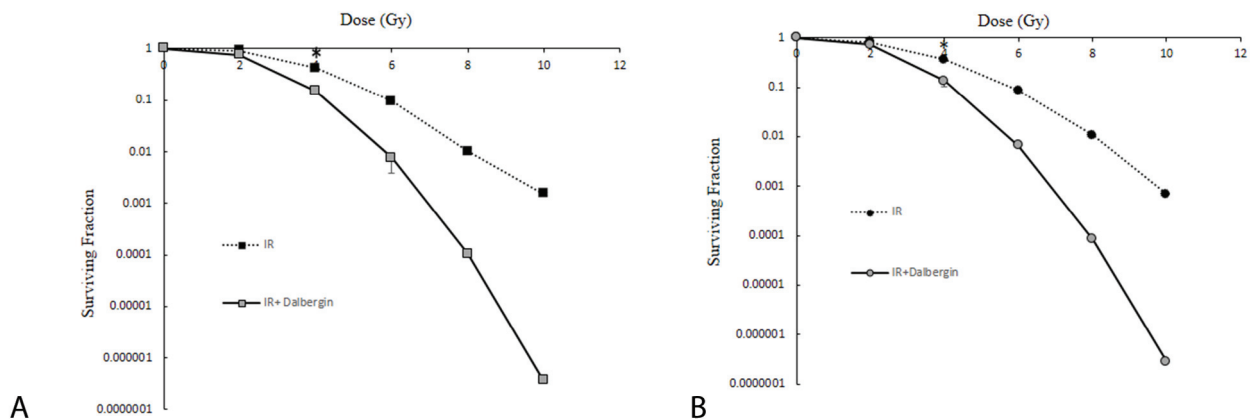 Dose (Gy)
Surviving Fraction
1
0.1
0.01
0.001
0.0001
0.00001
0.000001
0.0000001
0 2 4 6 8 10 12
*
IR
IR+ Dalbergin
A
Dose (Gy)
Surviving Fraction
1
0.1
0.01
0.001
0.0001
0.00001
0.000001
0.0000001
0 2 4 6 8 10 12
*
IR
IR+Dalbergin
B